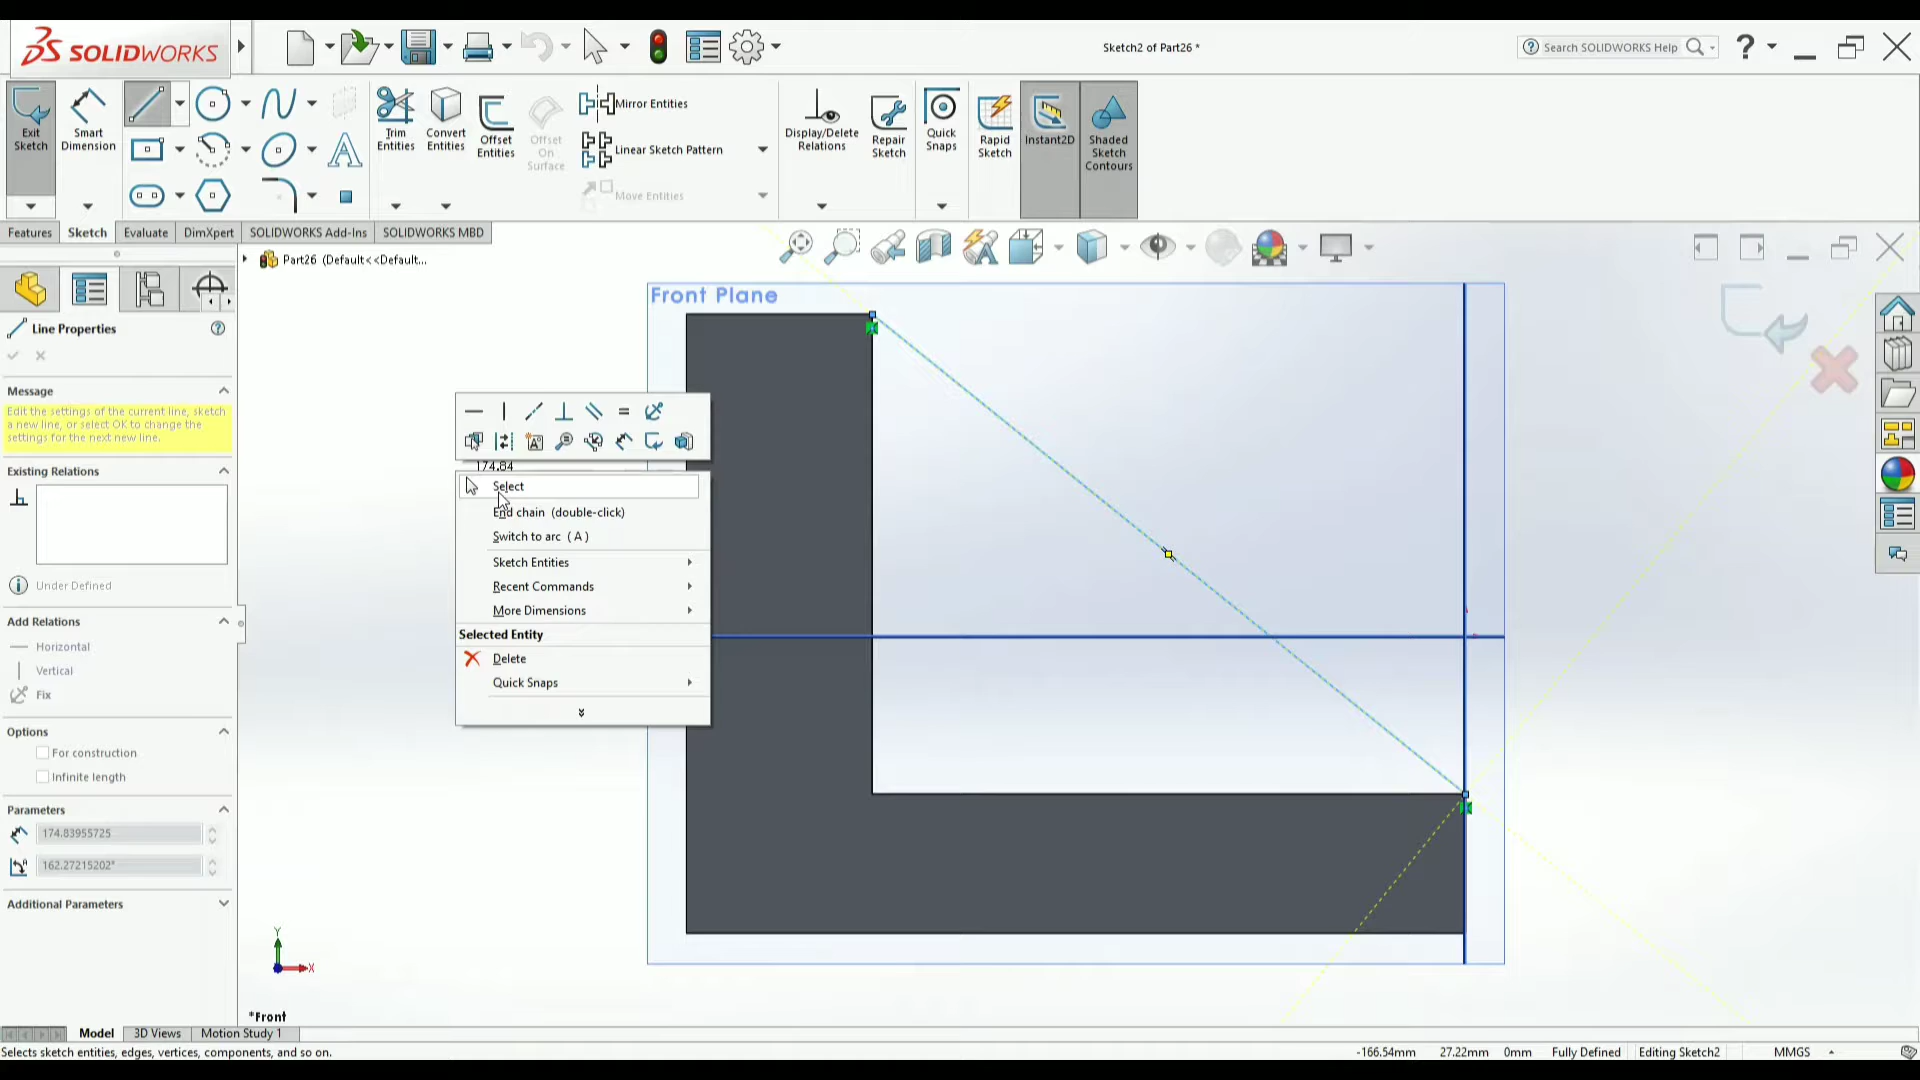 SOLIDWORKS
Sketch2 of Part26 *
Search SOLIDWORKS Help
?
Exit Sketch
Smart Dimension
Trim Entities
Convert Entities
Offset Entities
Offset On Surface
Mirror Entities
Linear Sketch Pattern
Move Entities
Display/Delete Relations
Repair Sketch
Quick Snaps
Rapid Sketch
Instant2D
Shaded Sketch Contours
Features
Sketch
Evaluate
DimXpert
SOLIDWORKS Add-Ins
SOLIDWORKS MBD
Part26 (Default<<Default...
Line Properties
Message
Edit the settings of the current line, sketch
a new line, or select OK to change the
settings for the next new line.
Existing Relations
Under Defined
Add Relations
Horizontal
Vertical
Fix
Options
For construction
Infinite length
Parameters
174.83955725
162.27215202°
Additional Parameters
Front Plane
174.84
Select
End chain (double-click)
Switch to arc (A)
Sketch Entities
Recent Commands
More Dimensions
Selected Entity
Delete
Quick Snaps
Y
X
*Front
Model
3D Views
Motion Study 1
Selects sketch entities, edges, vertices, components, and so on.
-166.54mm
27.22mm
0mm
Fully Defined
Editing Sketch2
MMGS